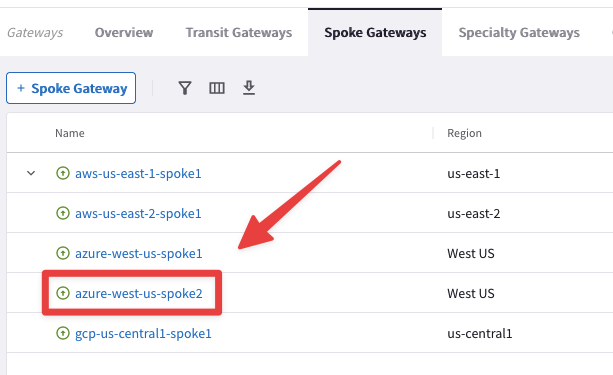 Gateways Overview Transit Gateways Spoke Gateways Specialty Gateways
+ Spoke Gateway
Name Region
aws-us-east-1-spoke1 us-east-1
aws-us-east-2-spoke1 us-east-2
azure-west-us-spoke1 West US
azure-west-us-spoke2 West US
gcp-us-central1-spoke1 us-central1